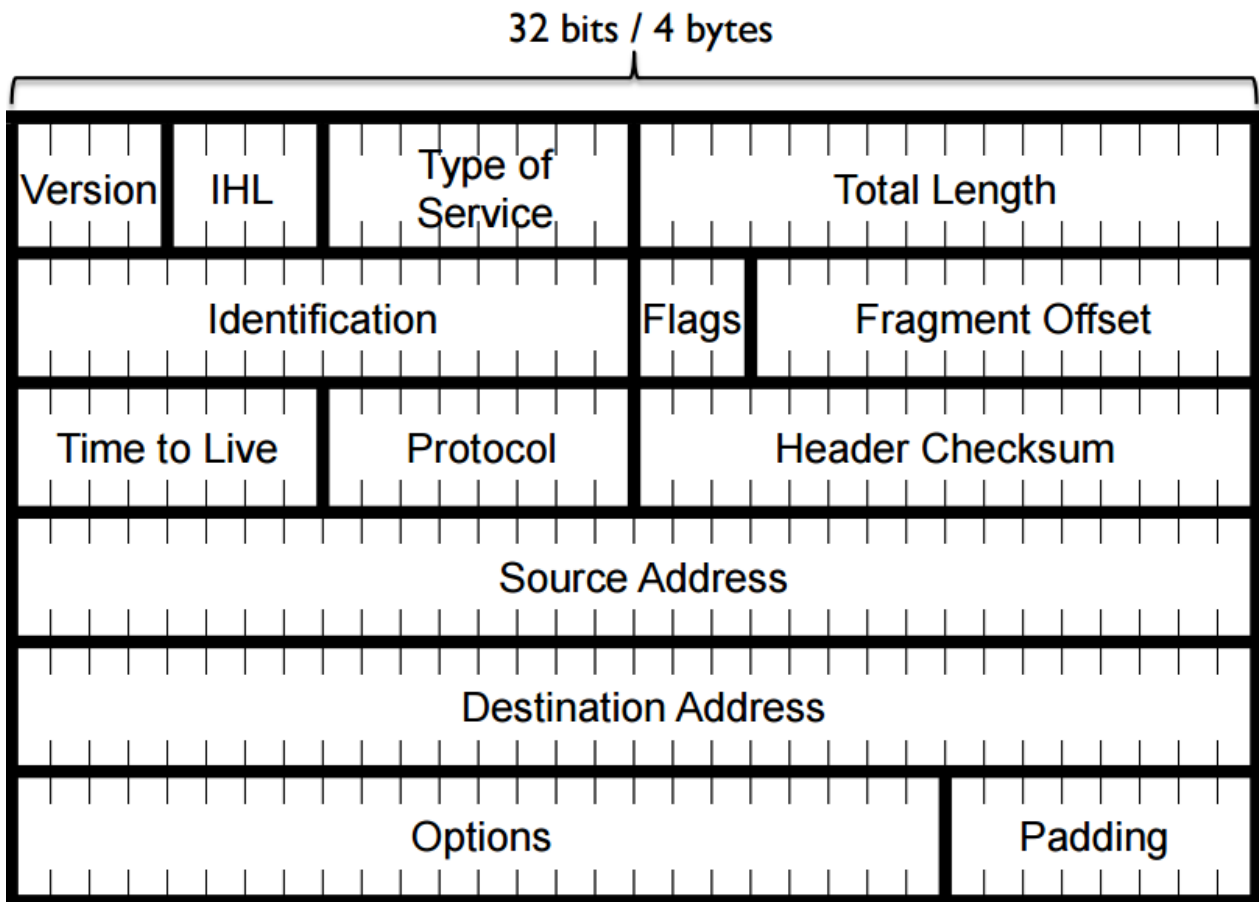 32 bits / 4 bytes
Version IHL Type of Service Total Length
Identification Flags Fragment Offset
Time to Live Protocol Header Checksum
Source Address
Destination Address
Options Padding